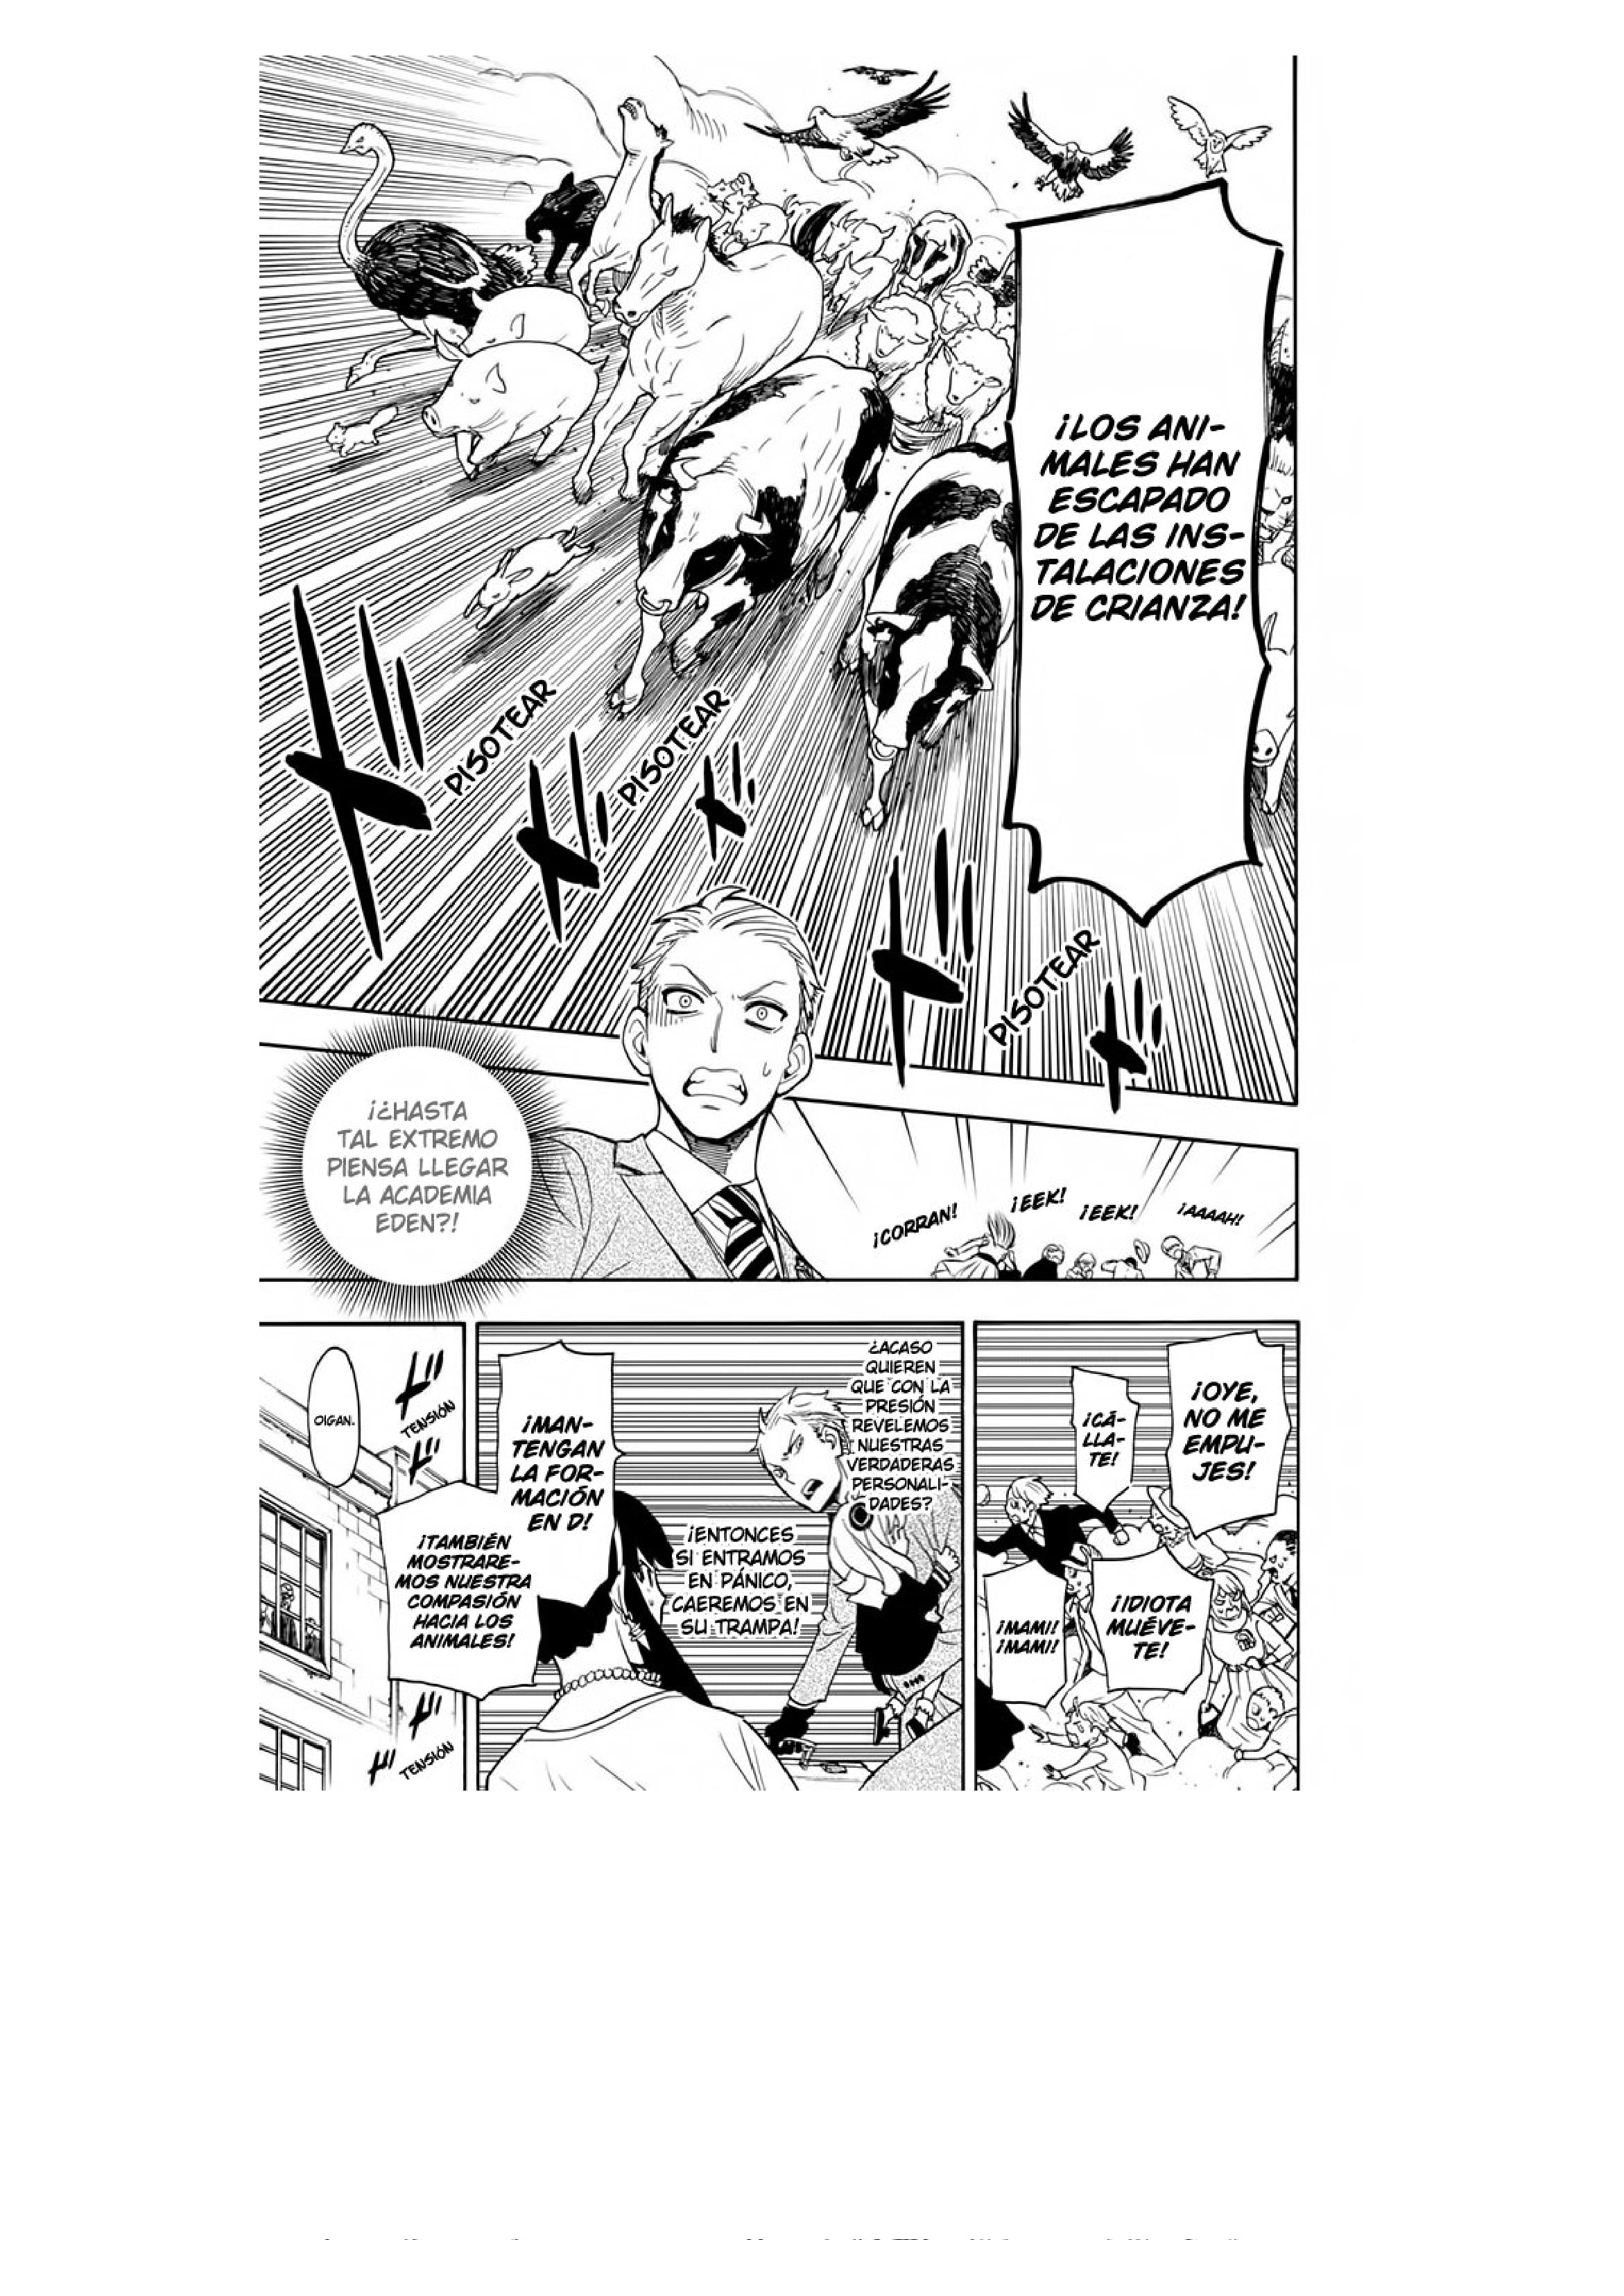 ¡LOS ANI-
MALES HAN
ESCAPADO
DE LAS INS-
TALACIONES
DE CRIANZA!
PISOTEAR
PISOTEAR
PISOTEAR
¡¿HASTA
TAL EXTREMO
PIENSA LLEGAR
LA ACADEMIA
EDEN?!
¡AAAAH!
¡EEK!
¡EEK!
¡CORRAN!
¡OYE,
NO ME
EMPU-
JES!
¡CÁ-
LLA-
TE!
¡IDIOTA
MUÉVE-
TE!
¡MAMI!
¡MAMI!
¿ACASO
QUIEREN
QUE CON LA
PRESIÓN
REVELEMOS
NUESTRAS
VERDADERAS
PERSONALI-
DADES?
¡ENTONCES
SI ENTRAMOS
EN PÁNICO,
CAEREMOS EN
SU TRAMPA!
¡MAN-
TENGAN
LA FOR-
MACIÓN
EN D!
¡TAMBIÉN
MOSTRARE-
MOS NUESTRA
COMPASIÓN
HACIA LOS
ANIMALES!
TENSIÓN
OIGAN.
TENSIÓN